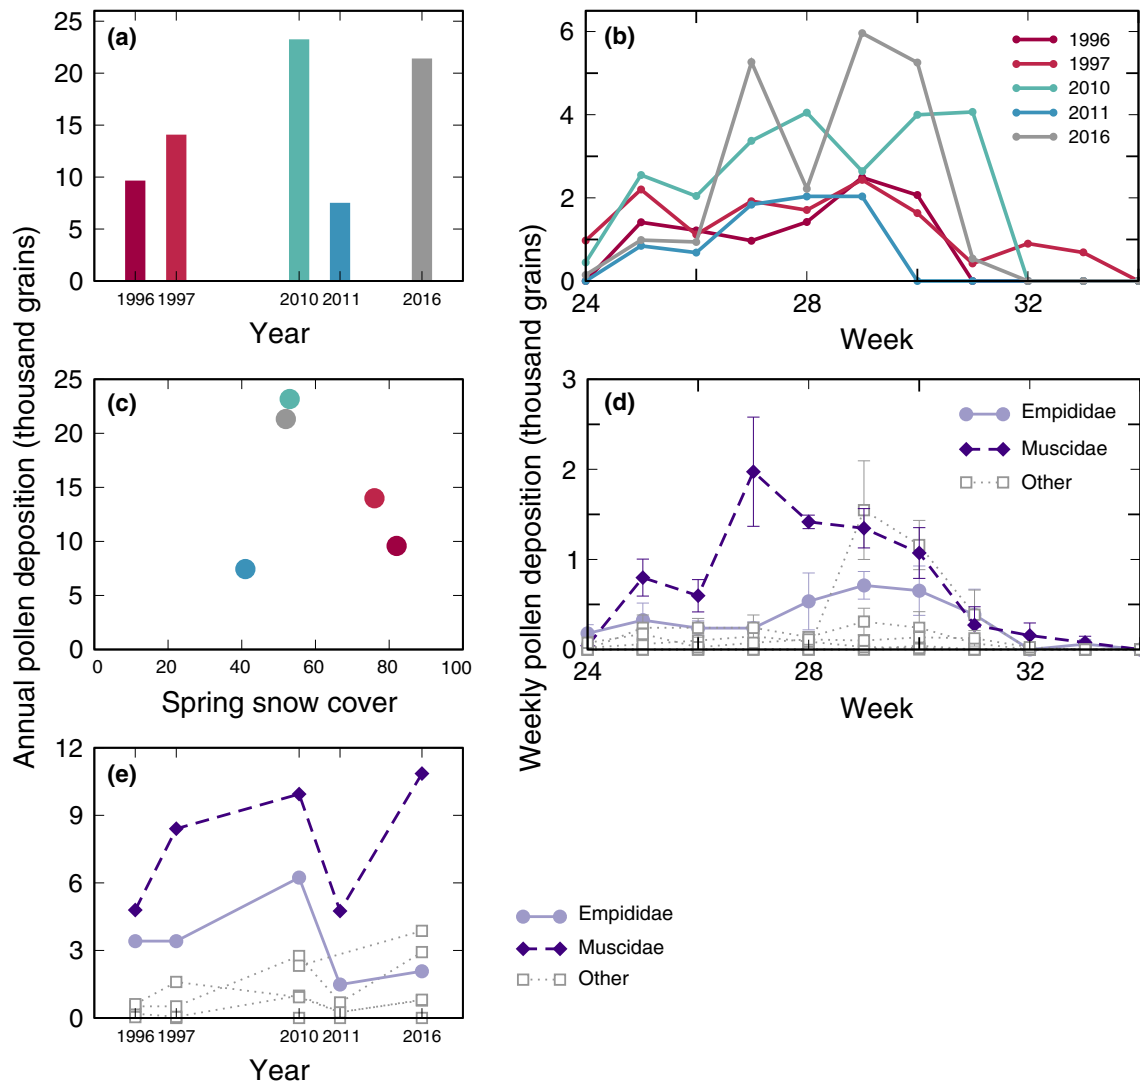 (a)
25
20
15
10
5
0
1996 1997 2010 2011 2016
Year
(b)
6
4
2
0
24 28 32
Week
1996
1997
2010
2011
2016
Annual pollen deposition (thousand grains)
Weekly pollen deposition (thousand grains)
(c)
25
20
15
10
5
0
0 20 40 60 80 100
Spring snow cover
(d)
3
2
1
0
24 28 32
Week
Empididae
Muscidae
Other
(e)
12
9
6
3
0
1996 1997 2010 2011 2016
Year
Empididae
Muscidae
Other